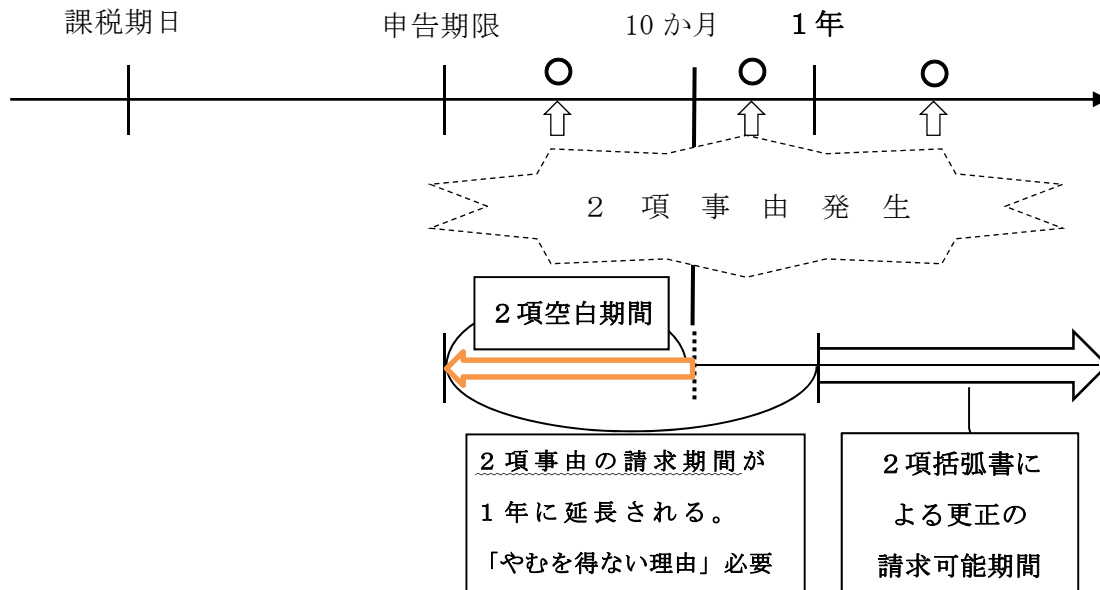 課税期日
申告期限
10 か月
１年
２項事由発生
２項空白期間
２項事由の請求期間が
１年に延長される。
「やむを得ない理由」必要
２項括弧書に
よる更正の
請求可能期間